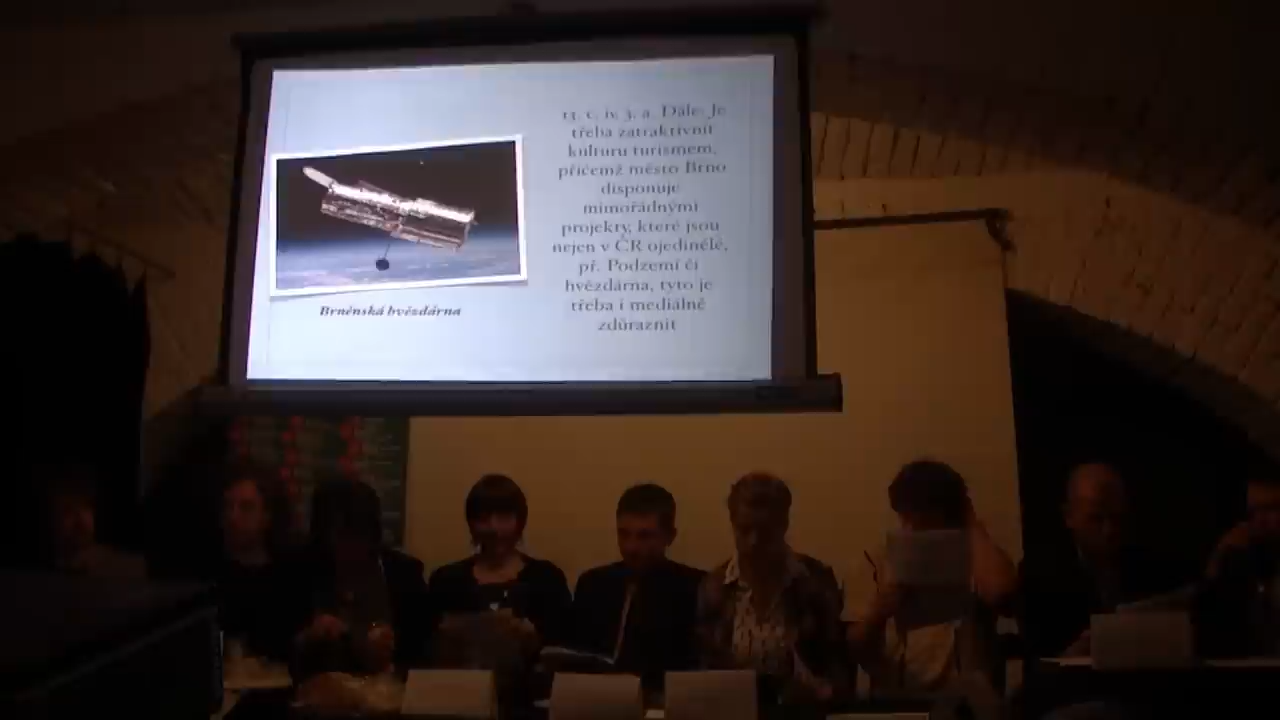 13. c. iv. 3. a. Dále. Je
třeba zatraktivnit
kulturu turismem,
přičemž město Brno
disponuje
mimořádnými
projekty, které jsou
nejen v ČR ojedinělé,
př. Podzemí či
hvězdárna, tyto je
třeba i mediálně
zdůraznit
Brněnská hvězdárna